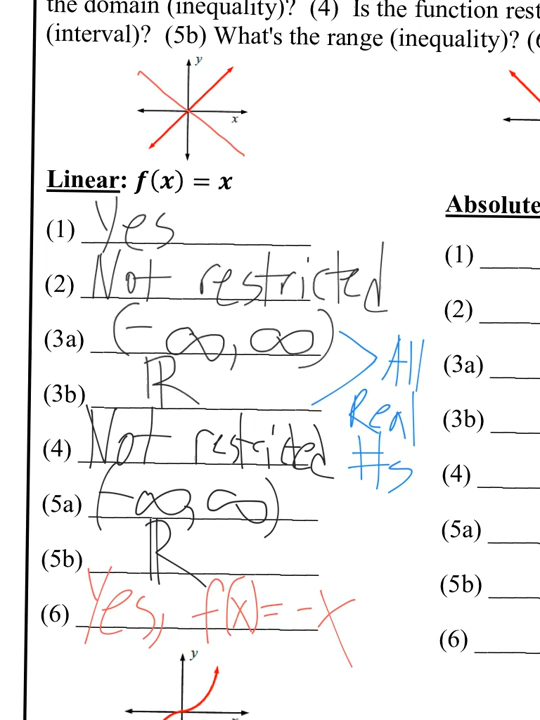 the domain (inequality)? (4) Is the function rest
(interval)? (5b) What's the range (inequality)? (6
y
x
Linear: f(x) = x
(1) Yes
(2) Not restricted
(3a) (-∞, ∞)
(3b) ℝ
All
Real
#s
(4) Not restricted
(5a) (-∞, ∞)
(5b) ℝ
(6) Yes, f(x) = -x
y
Absolute
(1)
(2)
(3a)
(3b)
(4)
(5a)
(5b)
(6)